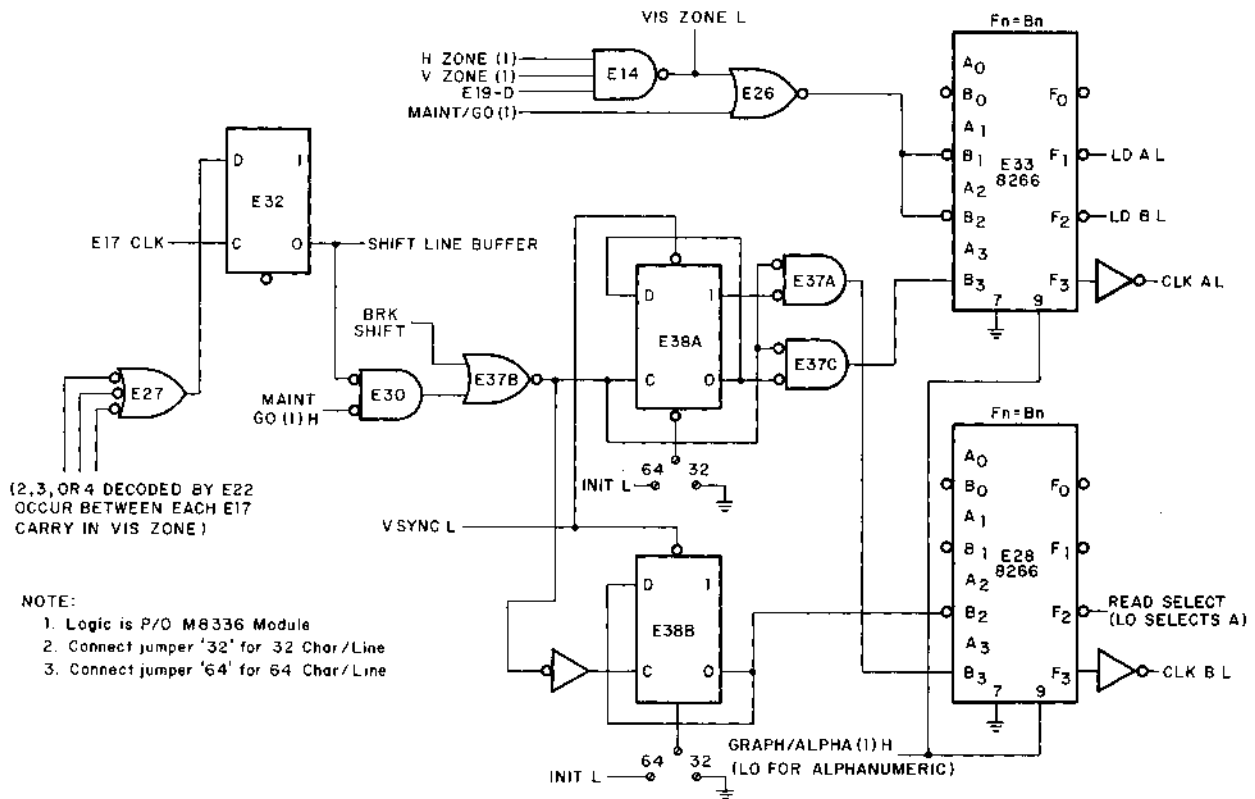 VIS ZONE L
Fn=Bn
H ZONE (1)
V ZONE (1)
E19-D
MAINT/GO (1)
E14
E26
A0
B0
F0
A1
B1
F1
E33
8266
LD A L
A2
B2
F2
LD B L
A3
B3
F3
CLK A L
7
9
D
1
E32
E17 CLK
C
0
SHIFT LINE BUFFER
E27
BRK
SHIFT
E37B
E30
MAINT
GO (1) H
D
1
E38A
C
0
E37A
E37C
64
32
INIT L
(2,3, OR 4 DECODED BY E22
OCCUR BETWEEN EACH E17
CARRY IN VIS ZONE)
V SYNC L
Fn=Bn
A0
B0
F0
A1
B1
F1
E28
8266
A2
B2
F2
READ SELECT
(LO SELECTS A)
A3
B3
F3
CLK B L
7
9
D
1
E38B
C
0
64
32
INIT L
GRAPH/ALPHA (1) H
(LO FOR ALPHANUMERIC)
NOTE:
1. Logic is P/O M8336 Module
2. Connect jumper '32' for 32 Char/Line
3. Connect jumper '64' for 64 Char/Line